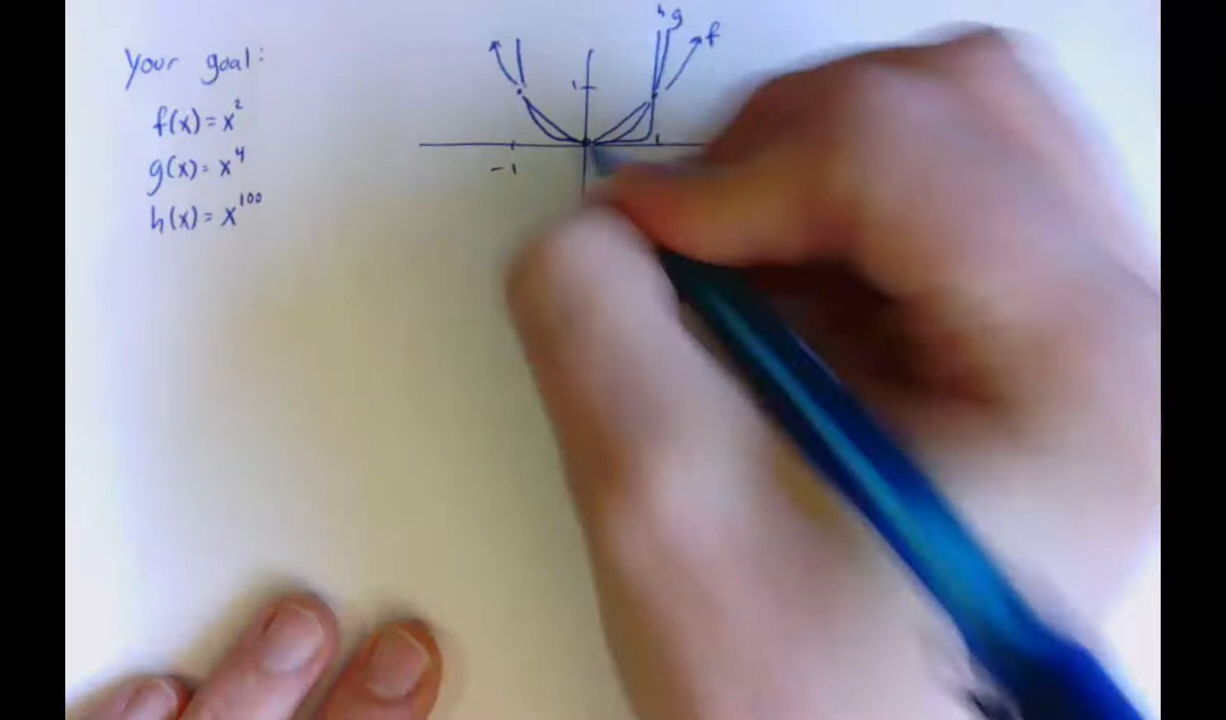 Your goal:
f(x) = x²
g(x) = x⁴
h(x) = x¹⁰⁰
h g
f
1
-1
1